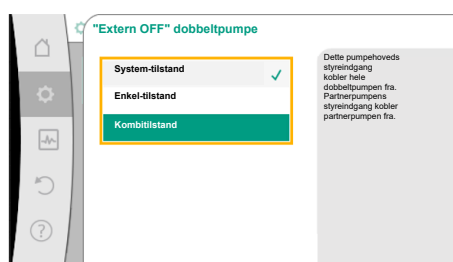 "Extern OFF" dobbeltpumpe
System-tilstand
Enkel-tilstand
Kombitilstand
Dette pumpehoveds
styreindgang
kobler hele
dobbeltpumpen fra.
Partnerpumpens
styreindgang kobler
partnerpumpen fra.